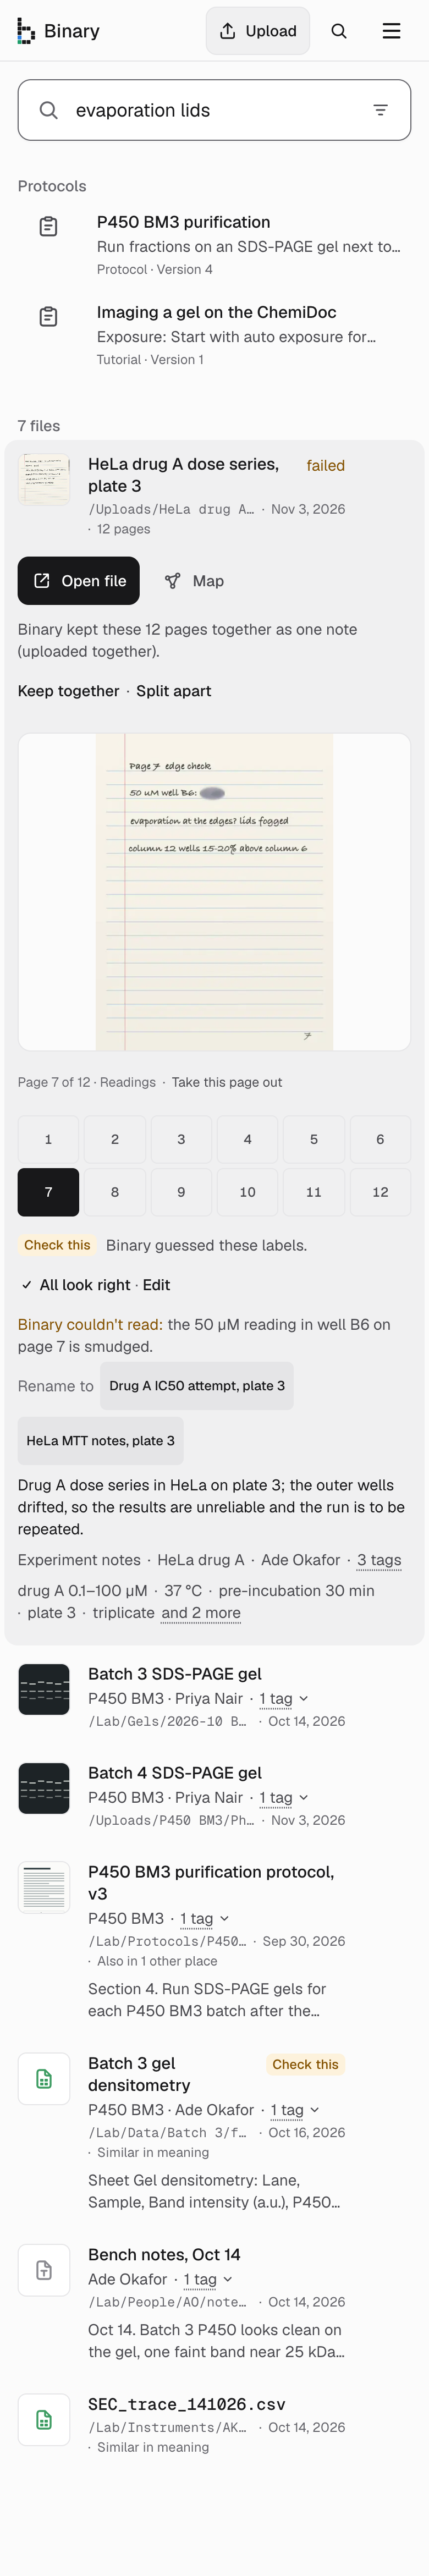 Binary
Upload
evaporation lids
Protocols
P450 BM3 purification
Run fractions on an SDS-PAGE gel next to...
Protocol · Version 4
Imaging a gel on the ChemiDoc
Exposure: Start with auto exposure for...
Tutorial · Version 1
7 files
HeLa drug A dose series, plate 3
failed
/Uploads/HeLa drug A… · Nov 3, 2026
· 12 pages
Open file
Map
Binary kept these 12 pages together as one note
(uploaded together).
Keep together · Split apart
Page 7 edge check
50 uM well B6:
evaporation at the edges? lids fogged
column 12 wells 15-20% above column 6
7
Page 7 of 12 · Readings · Take this page out
1 2 3 4 5 6
7 8 9 10 11 12
Check this Binary guessed these labels.
All look right · Edit
Binary couldn't read: the 50 µM reading in well B6 on
page 7 is smudged.
Rename to Drug A IC50 attempt, plate 3
HeLa MTT notes, plate 3
Drug A dose series in HeLa on plate 3; the outer wells
drifted, so the results are unreliable and the run is to be
repeated.
Experiment notes · HeLa drug A · Ade Okafor · 3 tags
drug A 0.1–100 µM · 37 °C · pre-incubation 30 min
· plate 3 · triplicate and 2 more
Batch 3 SDS-PAGE gel
P450 BM3 · Priya Nair · 1 tag
/Lab/Gels/2026-10 B… · Oct 14, 2026
Batch 4 SDS-PAGE gel
P450 BM3 · Priya Nair · 1 tag
/Uploads/P450 BM3/Ph… · Nov 3, 2026
P450 BM3 purification protocol,
v3
P450 BM3 · 1 tag
/Lab/Protocols/P450… · Sep 30, 2026
· Also in 1 other place
Section 4. Run SDS-PAGE gels for
each P450 BM3 batch after the...
Batch 3 gel
densitometry
Check this
P450 BM3 · Ade Okafor · 1 tag
/Lab/Data/Batch 3/f… · Oct 16, 2026
· Similar in meaning
Sheet Gel densitometry: Lane,
Sample, Band intensity (a.u.), P450...
Bench notes, Oct 14
Ade Okafor · 1 tag
/Lab/People/AO/note… · Oct 14, 2026
Oct 14. Batch 3 P450 looks clean on
the gel, one faint band near 25 kDa...
SEC_trace_141026.csv
/Lab/Instruments/AK… · Oct 14, 2026
· Similar in meaning